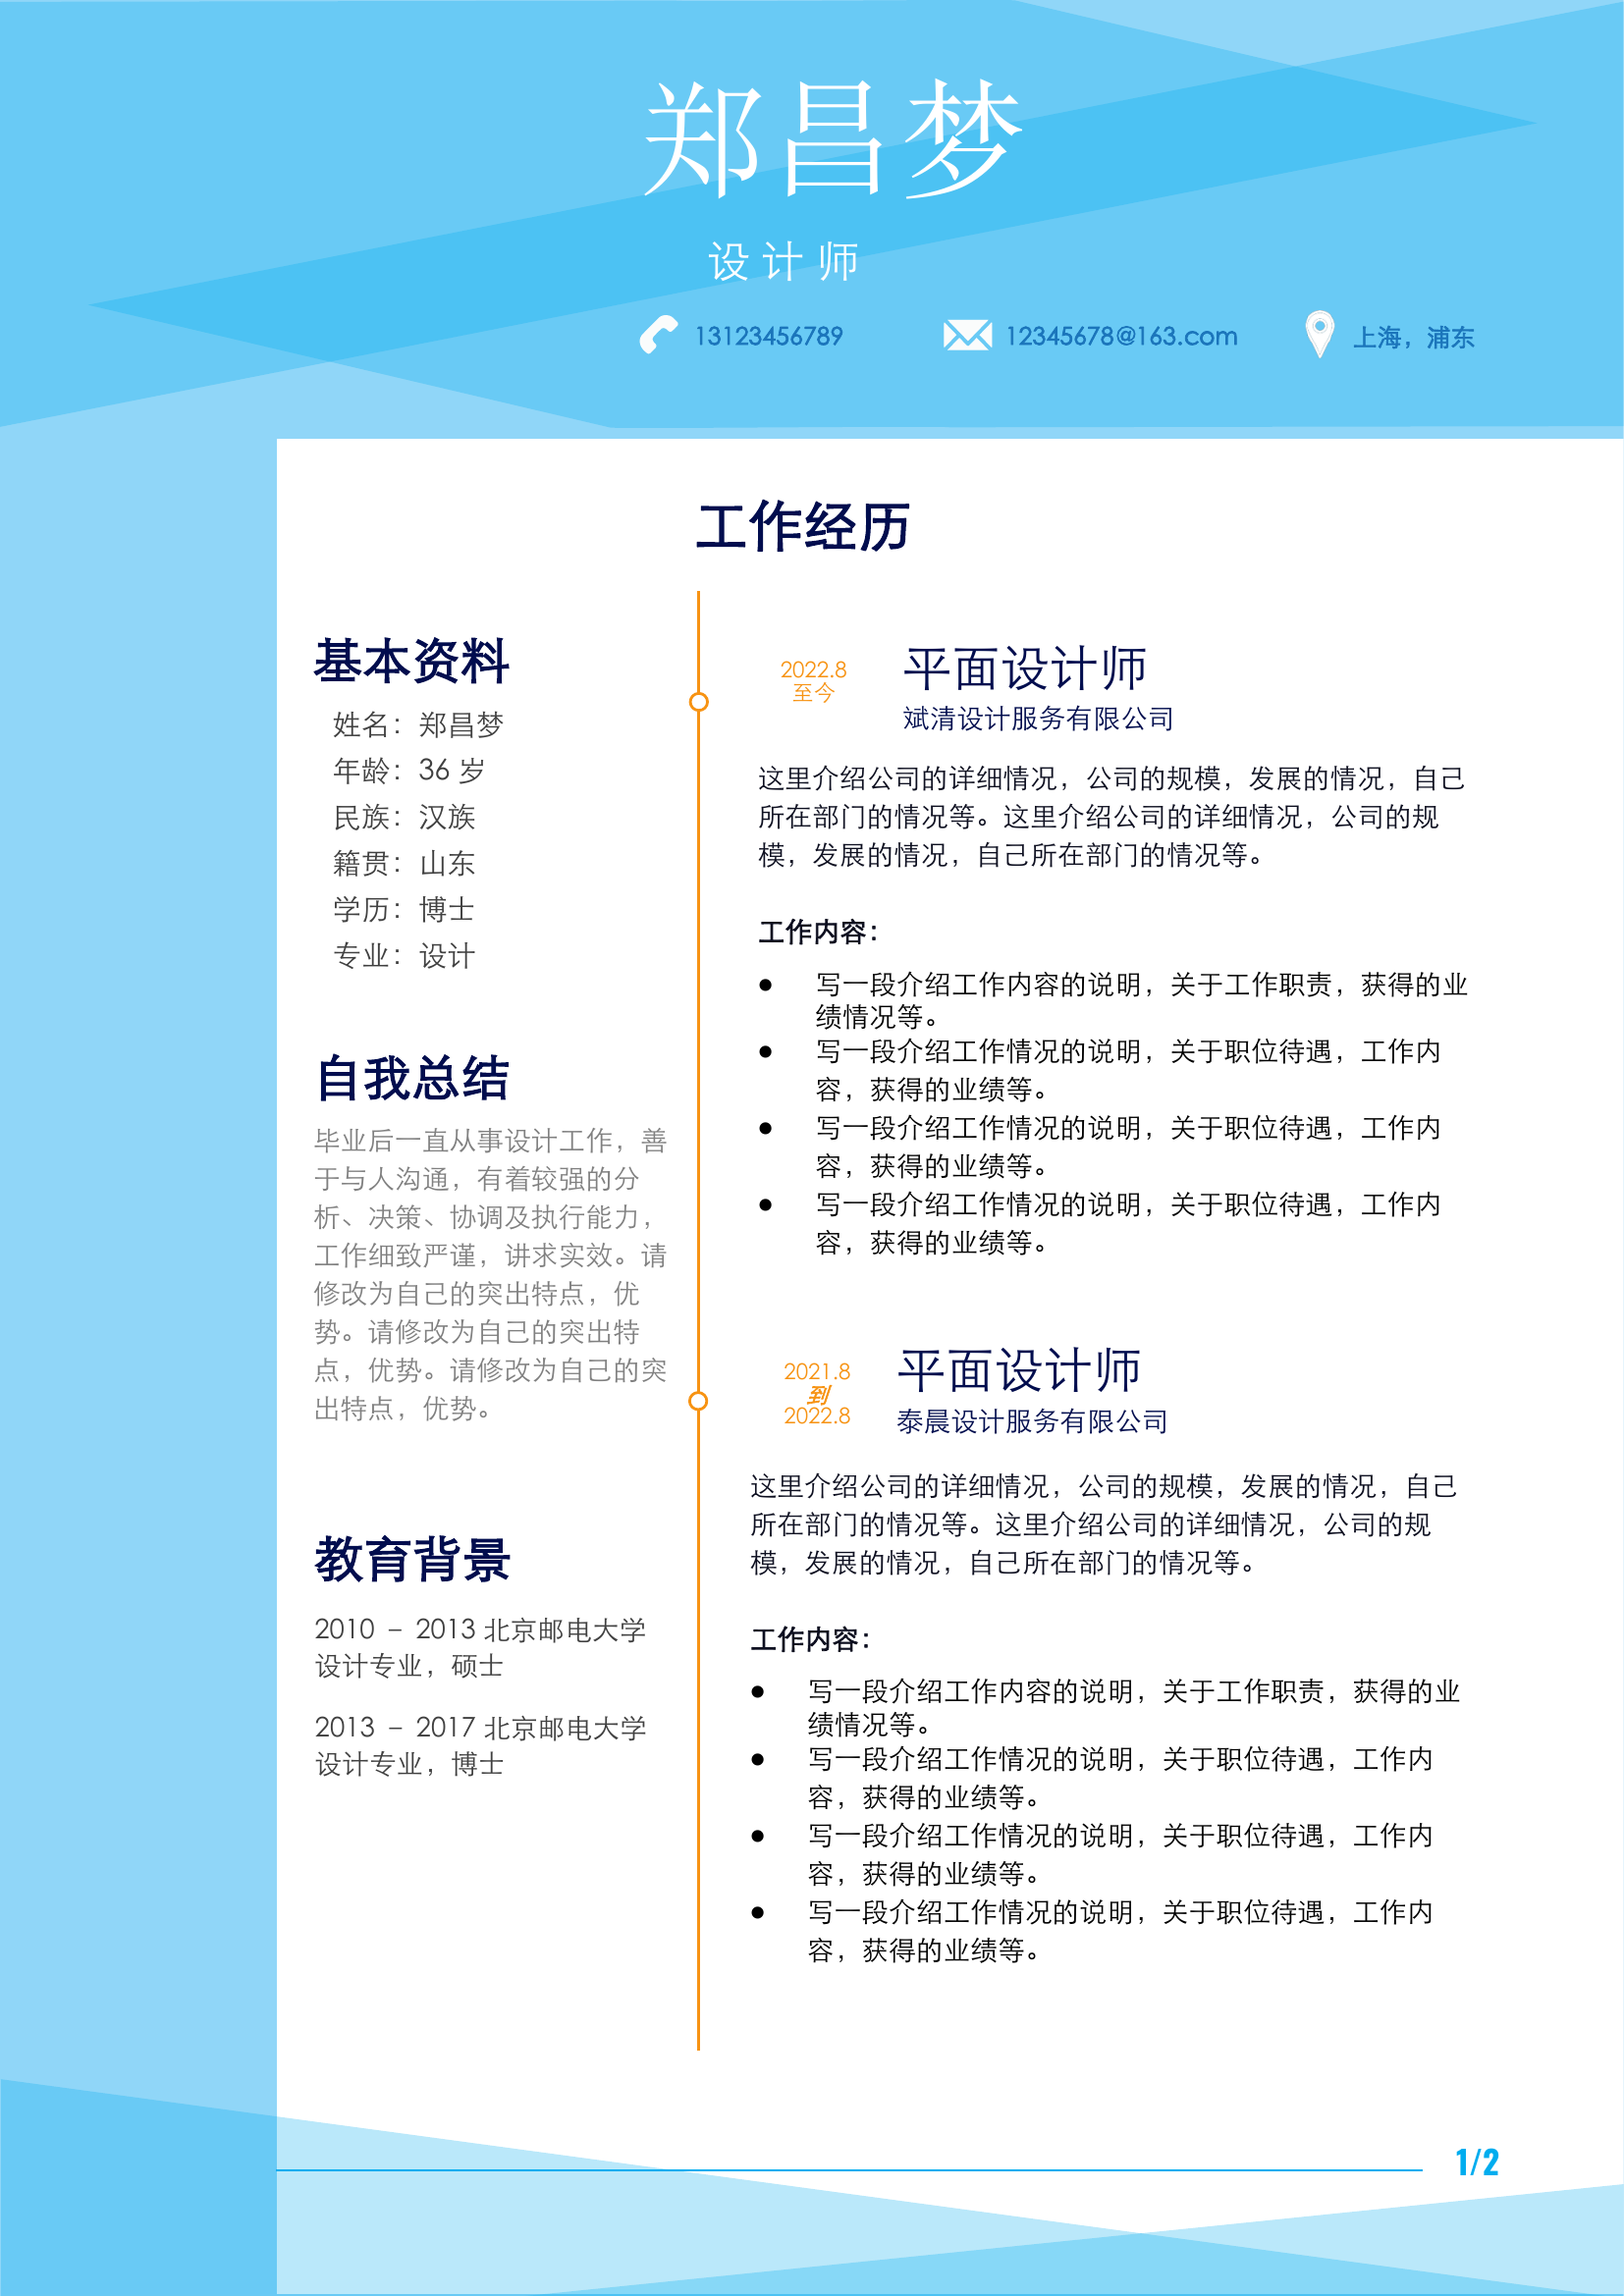 郑昌梦
设计师
13123456789
12345678@163.com
上海，浦东
工作经历
基本资料
姓名：郑昌梦
年龄：36 岁
民族：汉族
籍贯：山东
学历：博士
专业：设计
自我总结
毕业后一直从事设计工作，善
于与人沟通，有着较强的分
析、决策、协调及执行能力，
工作细致严谨，讲求实效。请
修改为自己的突出特点，优
势。请修改为自己的突出特
点，优势。请修改为自己的突
出特点，优势。
教育背景
2010 – 2013 北京邮电大学
设计专业，硕士
2013 – 2017 北京邮电大学
设计专业，博士
2022.8
至今
平面设计师
斌清设计服务有限公司
这里介绍公司的详细情况，公司的规模，发展的情况，自己
所在部门的情况等。这里介绍公司的详细情况，公司的规
模，发展的情况，自己所在部门的情况等。
工作内容：
● 写一段介绍工作内容的说明，关于工作职责，获得的业
绩情况等。
● 写一段介绍工作情况的说明，关于职位待遇，工作内
容，获得的业绩等。
● 写一段介绍工作情况的说明，关于职位待遇，工作内
容，获得的业绩等。
● 写一段介绍工作情况的说明，关于职位待遇，工作内
容，获得的业绩等。
2021.8
到
2022.8
平面设计师
泰晨设计服务有限公司
这里介绍公司的详细情况，公司的规模，发展的情况，自己
所在部门的情况等。这里介绍公司的详细情况，公司的规
模，发展的情况，自己所在部门的情况等。
工作内容：
● 写一段介绍工作内容的说明，关于工作职责，获得的业
绩情况等。
● 写一段介绍工作情况的说明，关于职位待遇，工作内
容，获得的业绩等。
● 写一段介绍工作情况的说明，关于职位待遇，工作内
容，获得的业绩等。
● 写一段介绍工作情况的说明，关于职位待遇，工作内
容，获得的业绩等。
1/2